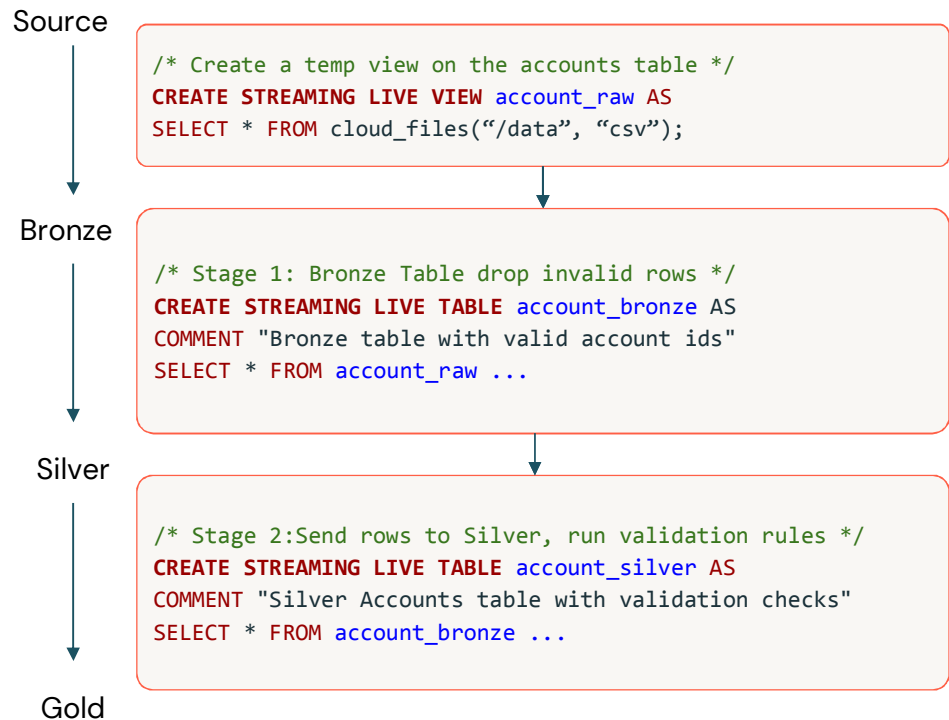 Source
/* Create a temp view on the accounts table */
CREATE STREAMING LIVE VIEW account_raw AS
SELECT * FROM cloud_files(“/data”, “csv”);
Bronze
/* Stage 1: Bronze Table drop invalid rows */
CREATE STREAMING LIVE TABLE account_bronze AS
COMMENT "Bronze table with valid account ids"
SELECT * FROM account_raw ...
Silver
/* Stage 2:Send rows to Silver, run validation rules */
CREATE STREAMING LIVE TABLE account_silver AS
COMMENT "Silver Accounts table with validation checks"
SELECT * FROM account_bronze ...
Gold